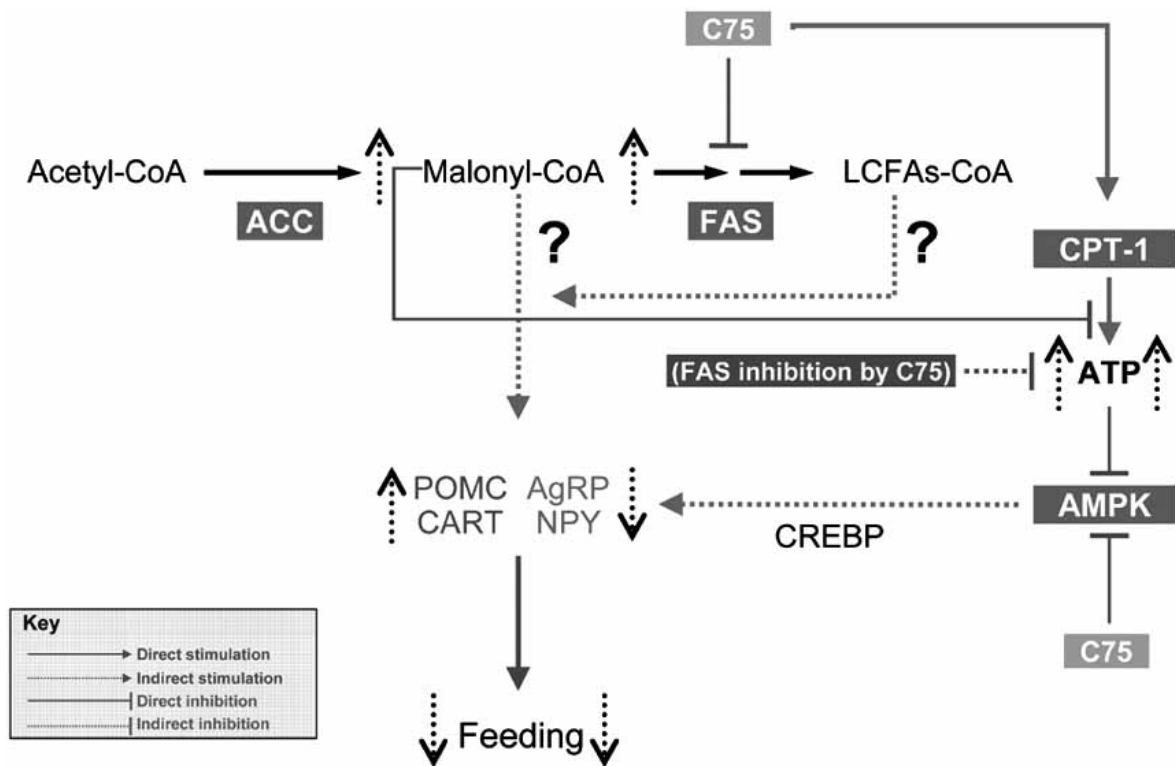 C75
Acetyl-CoA
Malonyl-CoA
LCFAs-CoA
ACC
?
FAS
?
CPT-1
(FAS inhibition by C75)
ATP
POMC AgRP
CART NPY
CREBP
AMPK
C75
Feeding
Key
Direct stimulation
Indirect stimulation
Direct inhibition
Indirect inhibition